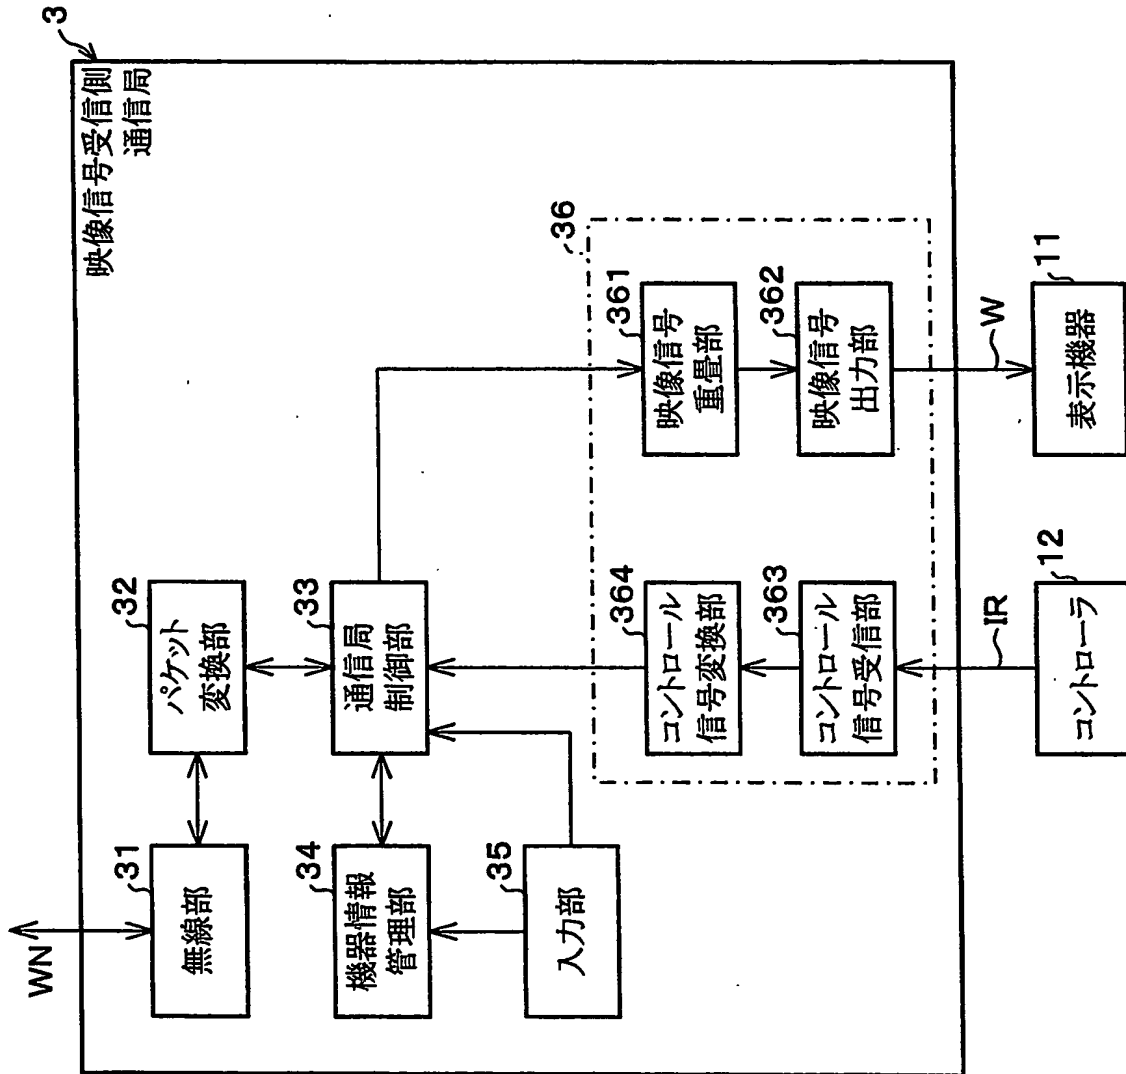 3
映像信号受信側
通信局
WN
31
無線部
32
パケット
変換部
33
通信局
制御部
34
機器情報
管理部
35
入力部
36
361
映像信号
重畳部
362
映像信号
出力部
364
コントロール
信号変換部
363
コントロール
信号受信部
W
11
表示機器
IR
12
コントローラ